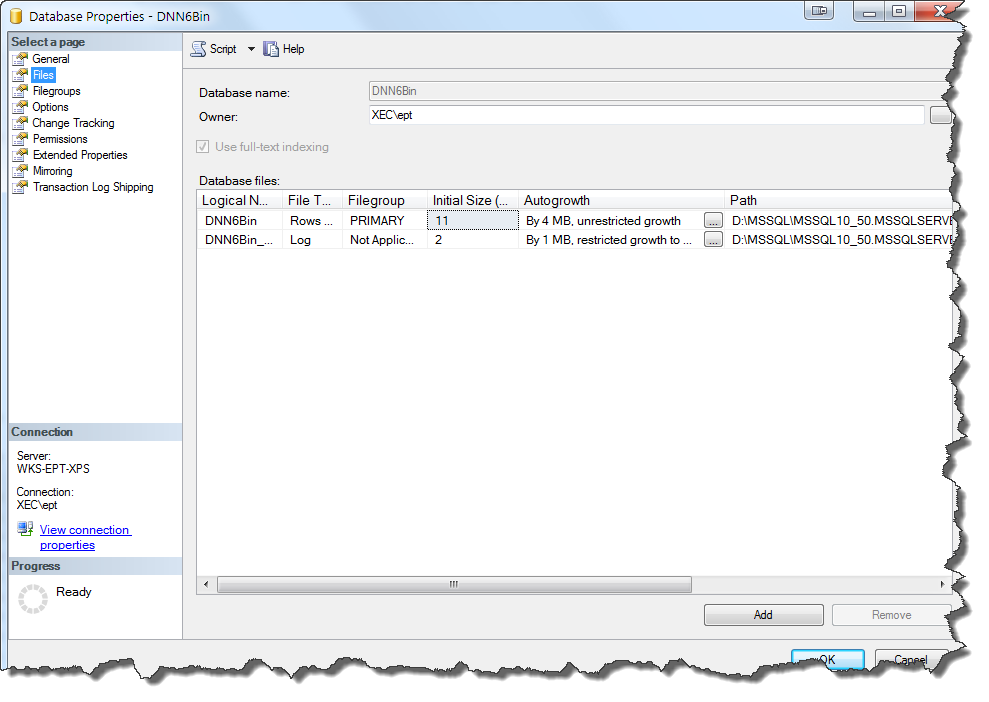 Database Properties - DNN6Bin
Select a page
General
Files
Filegroups
Options
Change Tracking
Permissions
Extended Properties
Mirroring
Transaction Log Shipping
Connection
Server:
WKS-EPT-XPS
Connection:
XEC\ept
View connection
properties
Progress
Ready
Script Help
Database name: DNN6Bin
Owner: XEC\ept
Use full-text indexing
Database files:
Logical N... File T... Filegroup Initial Size (... Autogrowth Path
DNN6Bin Rows ... PRIMARY 11 By 4 MB, unrestricted growth ... D:\MSSQL\MSSQL10_50.MSSQLSERVE
DNN6Bin_... Log Not Applic... 2 By 1 MB, restricted growth to ... ... D:\MSSQL\MSSQL10_50.MSSQLSERVE
Add Remove
OK Cancel